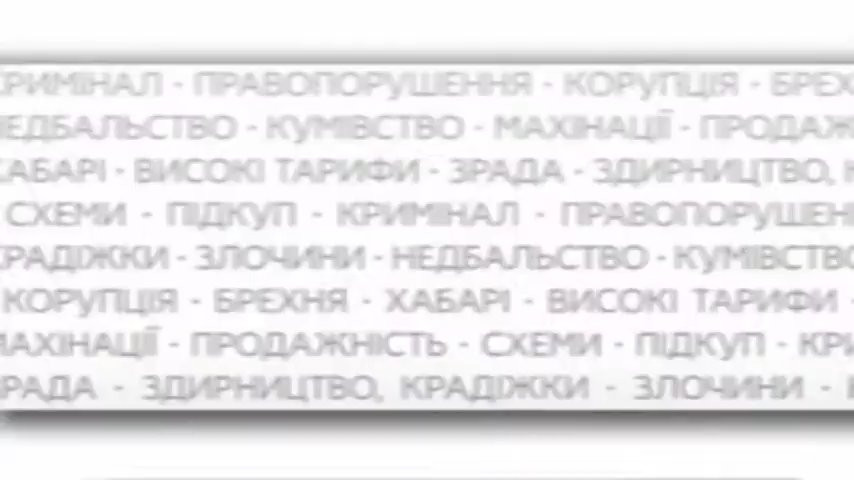 КРИМІНАЛ - ПРАВОПОРУШЕННЯ - КОРУПЦІЯ - БРЕХ
НЕДБАЛЬСТВО - КУМІВСТВО - МАХІНАЦІЇ - ПРОДАЖ
ХАБАРІ - ВИСОКІ ТАРИФИ - ЗРАДА - ЗДИРНИЦТВО, К
СХЕМИ - ПІДКУП - КРИМІНАЛ - ПРАВОПОРУШЕН
КРАДІЖКИ - ЗЛОЧИНИ - НЕДБАЛЬСТВО - КУМІВСТВО
КОРУПЦІЯ - БРЕХНЯ - ХАБАРІ - ВИСОКІ ТАРИФИ -
МАХІНАЦІЇ - ПРОДАЖНІСТЬ - СХЕМИ - ПІДКУП - КРИ
РАДА - ЗДИРНИЦТВО, КРАДІЖКИ - ЗЛОЧИНИ - Н